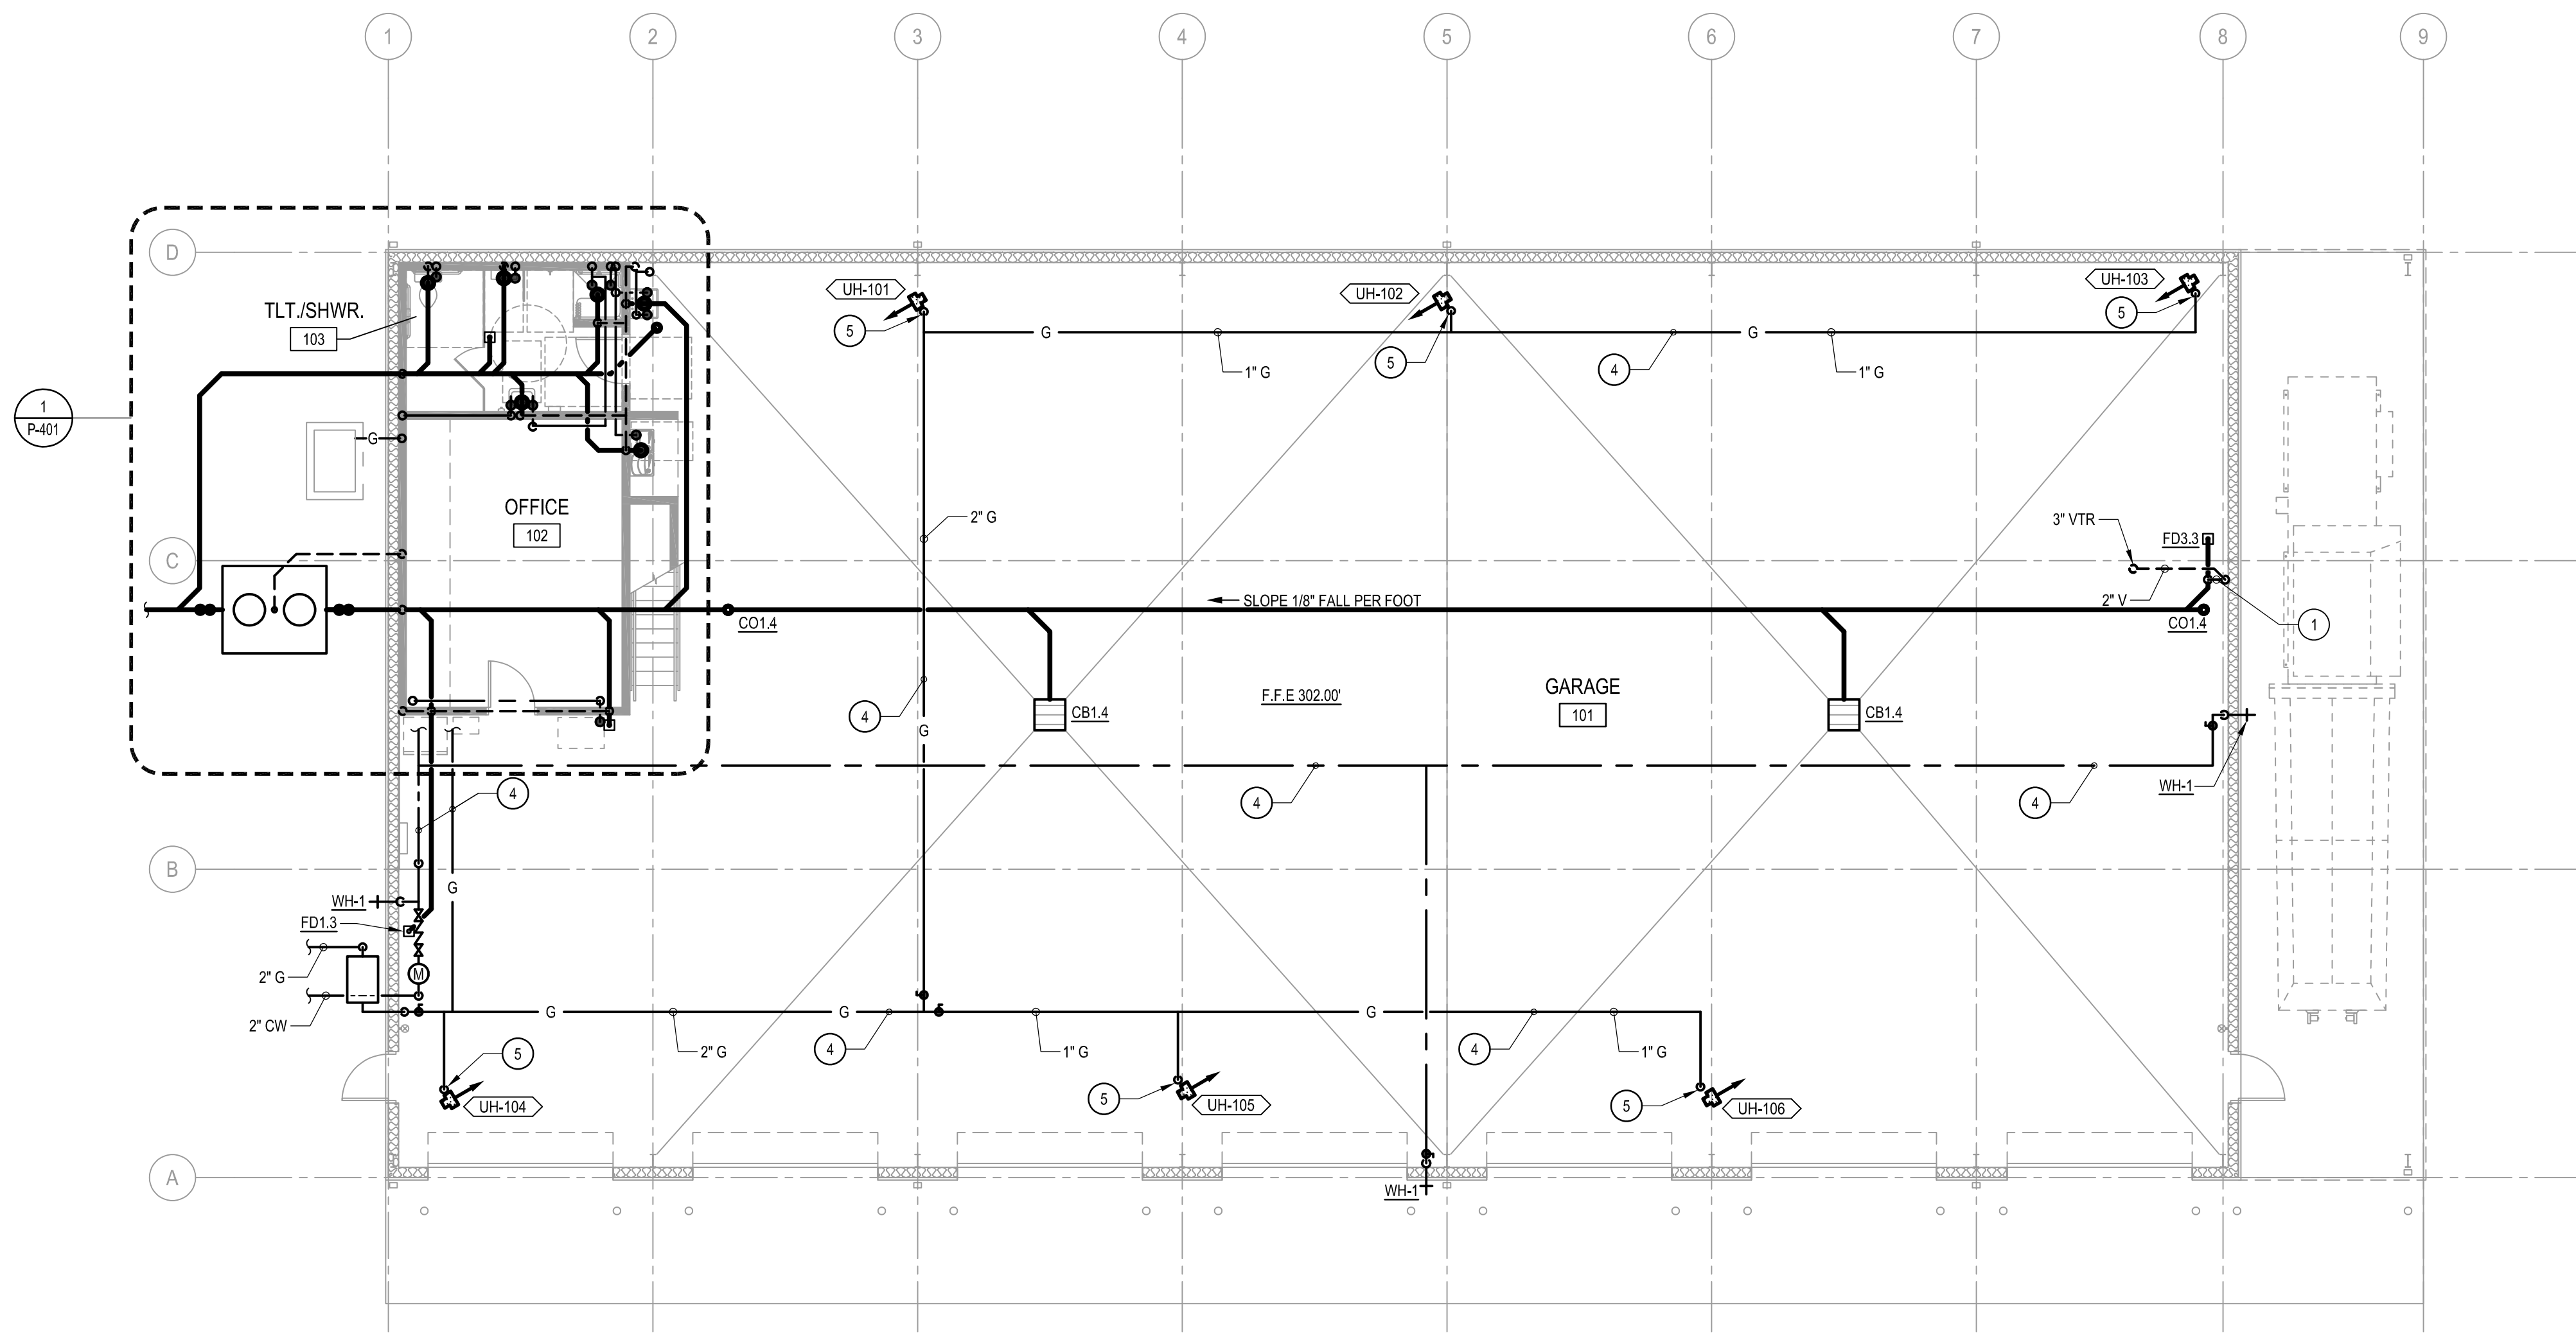 1 2 3 4 5 6 7 8 9
D
UH-101
UH-102
UH-103
TLT./SHWR.
103
5
5
5
G
G
4
1" G
1" G
1
P-401
G
OFFICE
102
2" G
3" VTR
FD3.3
C
SLOPE 1/8" FALL PER FOOT
2" V
CO1.4
CO1.4
1
F.F.E 302.00'
GARAGE
101
4
CB1.4
CB1.4
G
WH-1
4
4
4
B
G
WH-1
FD1.3
2" G
M
2" CW
G
G
G
5
2" G
4
1" G
4
1" G
UH-104
5
UH-105
5
UH-106
A
WH-1